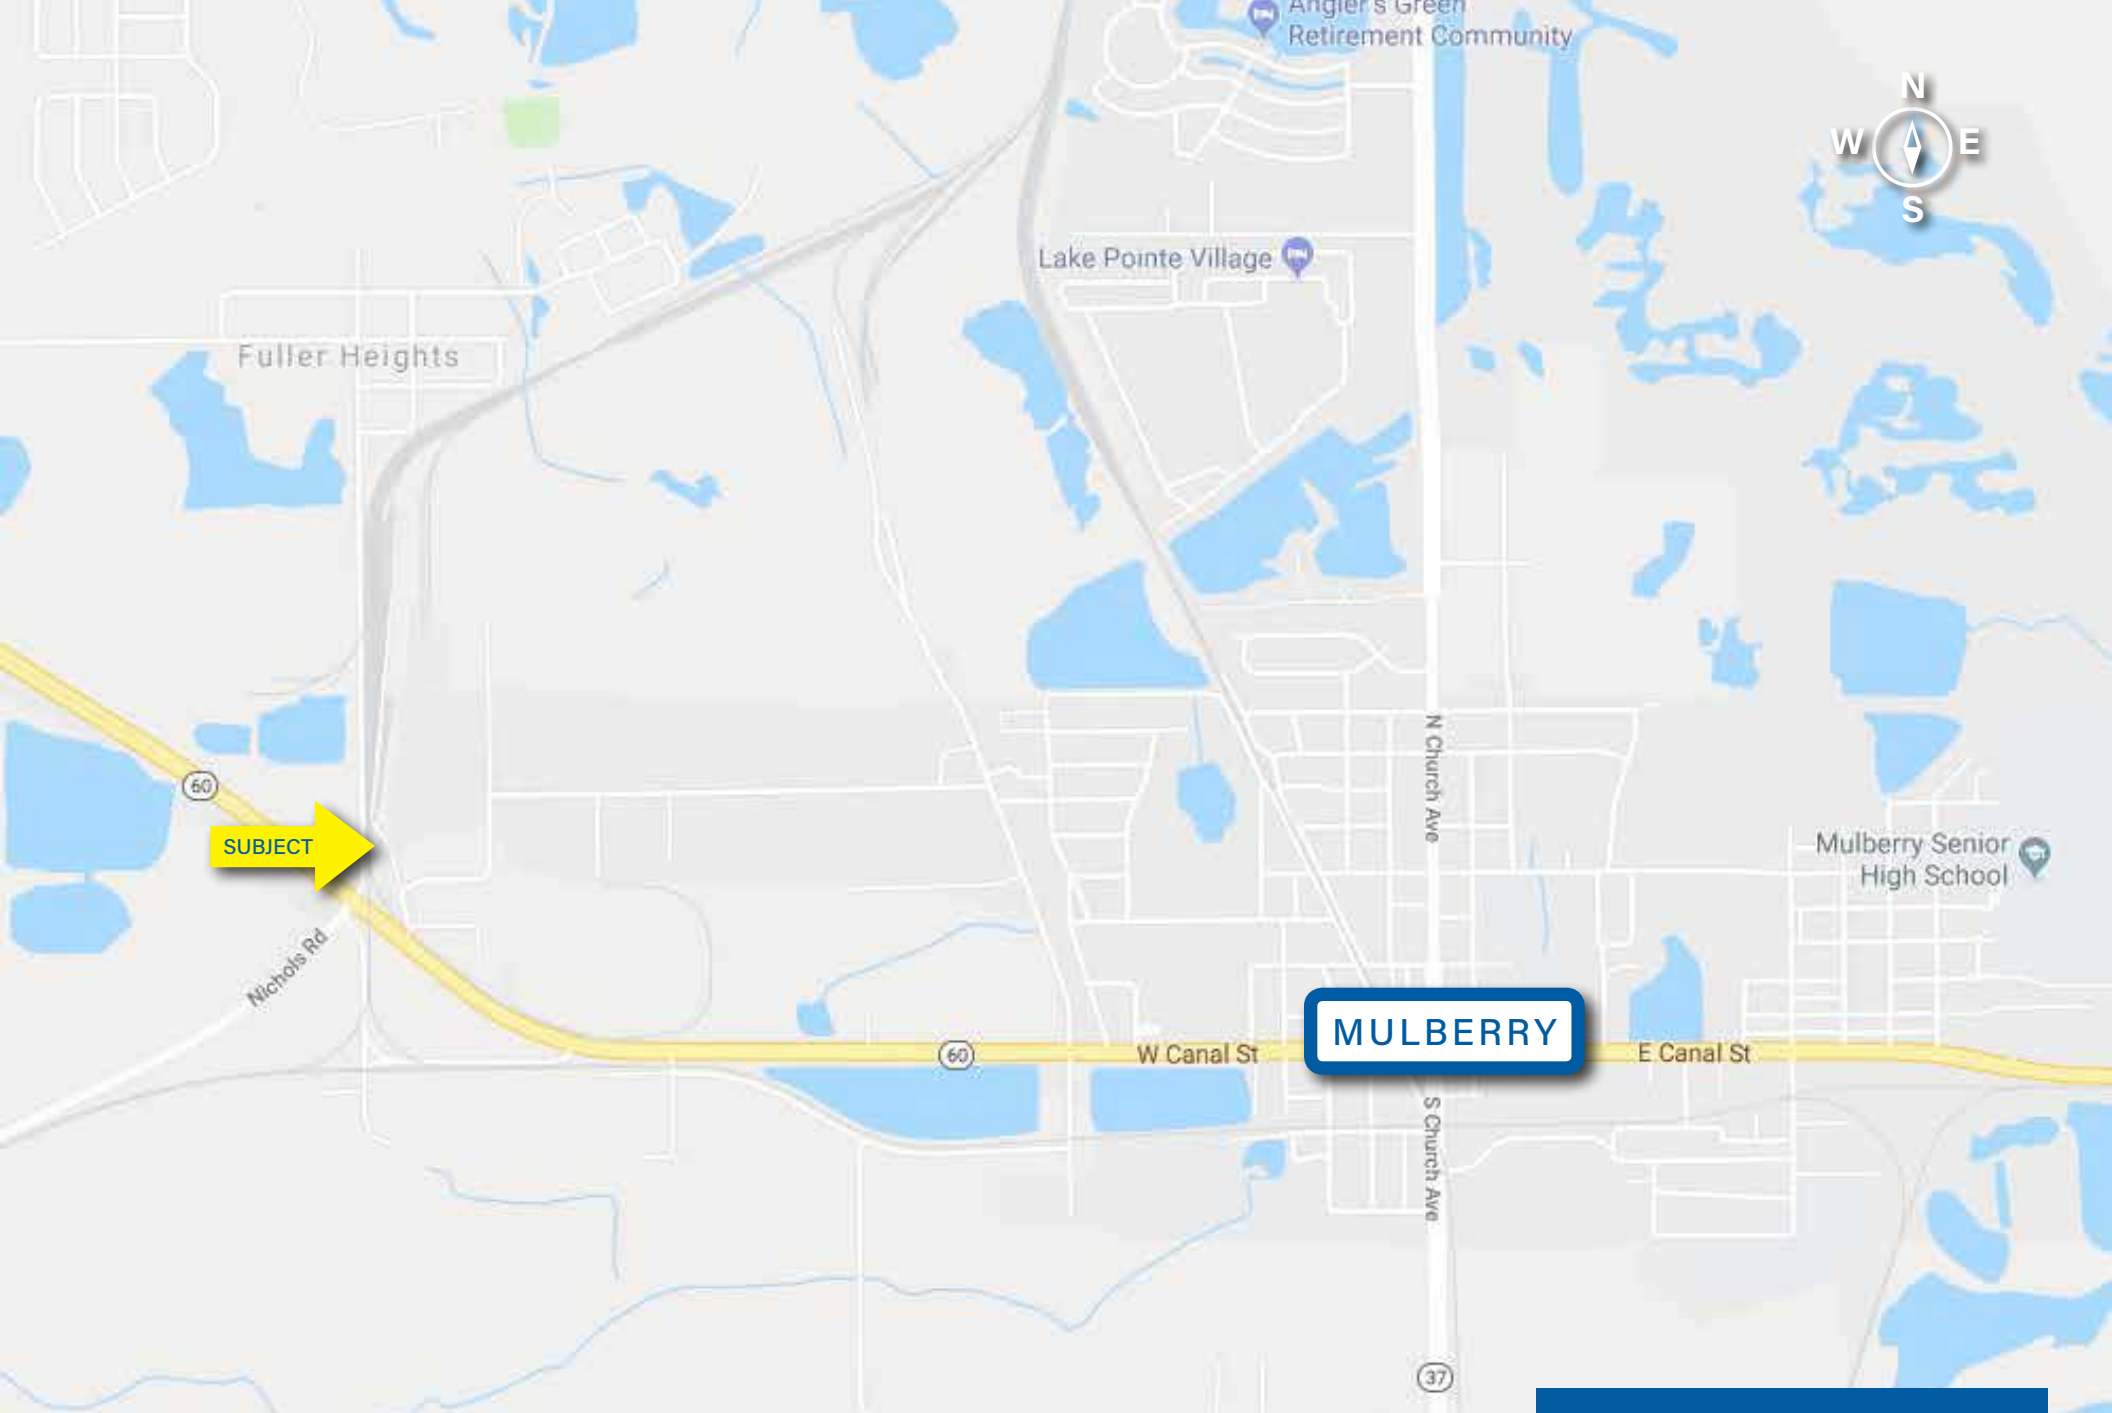 Angler's Green
Retirement Community
N
W
E
S
Lake Pointe Village
Fuller Heights
N Church Ave
60
SUBJECT
Mulberry Senior
High School
Nichols Rd
MULBERRY
60
W Canal St
E Canal St
S Church Ave
37